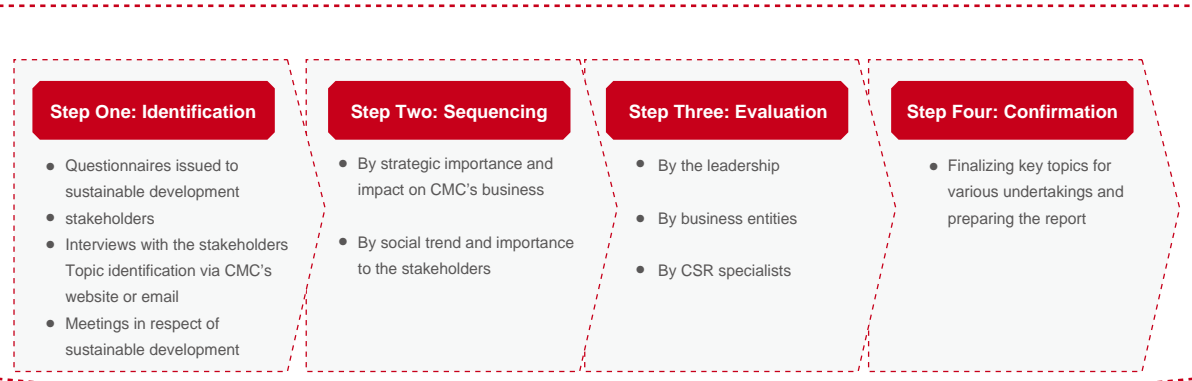 Step One: Identification
● Questionnaires issued to
sustainable development
● stakeholders
● Interviews with the stakeholders
Topic identification via CMC's
website or email
● Meetings in respect of
sustainable development
Step Two: Sequencing
● By strategic importance and
impact on CMC's business
● By social trend and importance
to the stakeholders
Step Three: Evaluation
● By the leadership
● By business entities
● By CSR specialists
Step Four: Confirmation
● Finalizing key topics for
various undertakings and
preparing the report